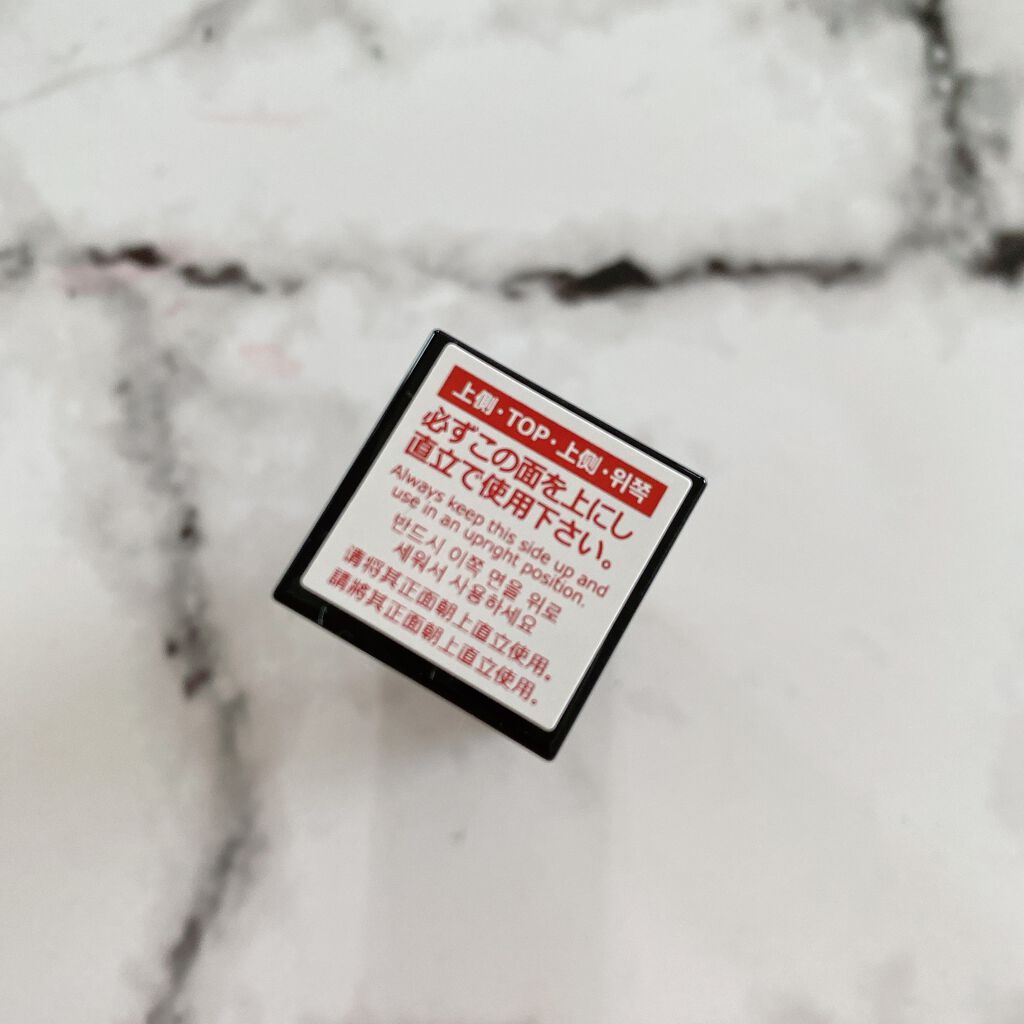 上側・TOP・上側・위쪽
必ずこの面を上にし
直立で使用下さい。
Always keep this side up and
use in an upright position.
반드시 이쪽 면을 위로
세워서 사용하세요
请将其正面朝上直立使用。
請將其正面朝上直立使用。